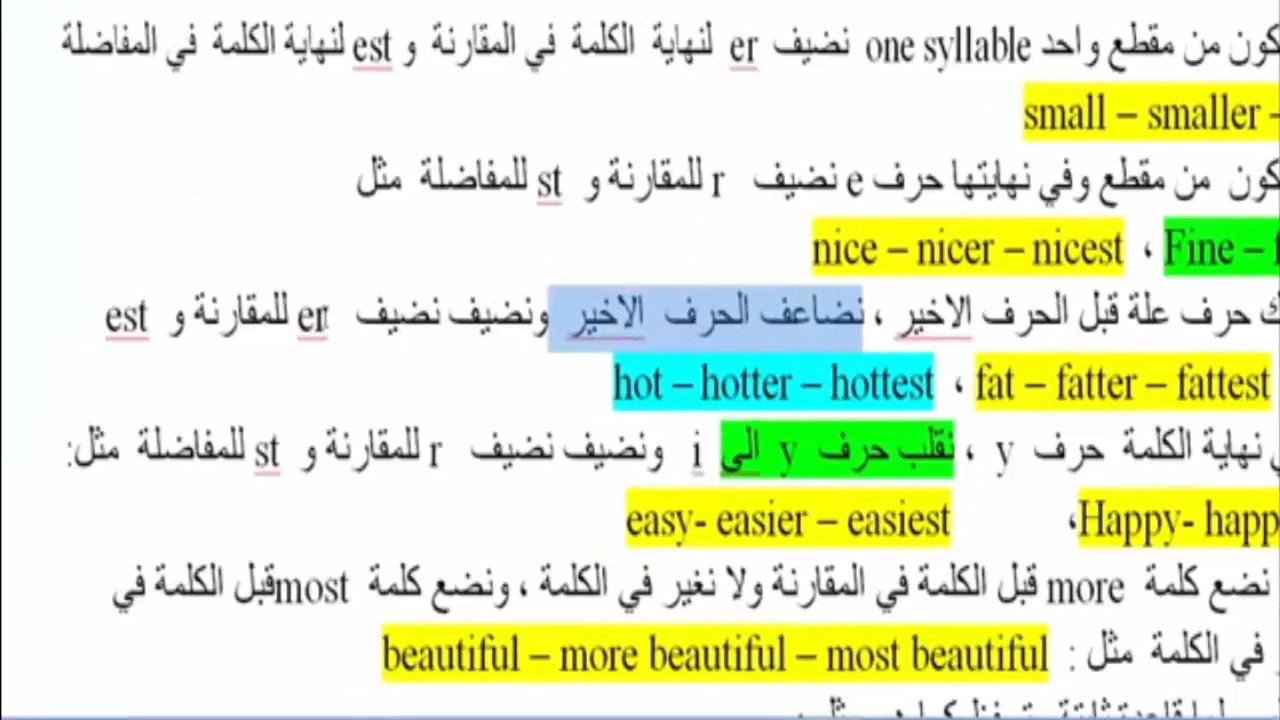 كون من مقطع واحد one syllable نضيف er لنهاية الكلمة في المقارنة و est لنهاية الكلمة في المفاضلة
small – smaller –
كون من مقطع وفي نهايتها حرف e نضيف r للمقارنة و st للمفاضلة مثل
Fine – ، nice – nicer – nicest
ك حرف علة قبل الحرف الاخير ، نضاعف الحرف الاخير ونضيف نضيف er للمقارنة و est
fat – fatter – fattest ، hot – hotter – hottest
ي نهاية الكلمة حرف y ، نقلب حرف y الى i ونضيف نضيف r للمقارنة و st للمفاضلة مثل:
Happy- happ ، easy- easier – easiest
نضع كلمة more قبل الكلمة في المقارنة ولا نغير في الكلمة ، ونضع كلمة most قبل الكلمة في
في الكلمة مثل : beautiful – more beautiful – most beautiful